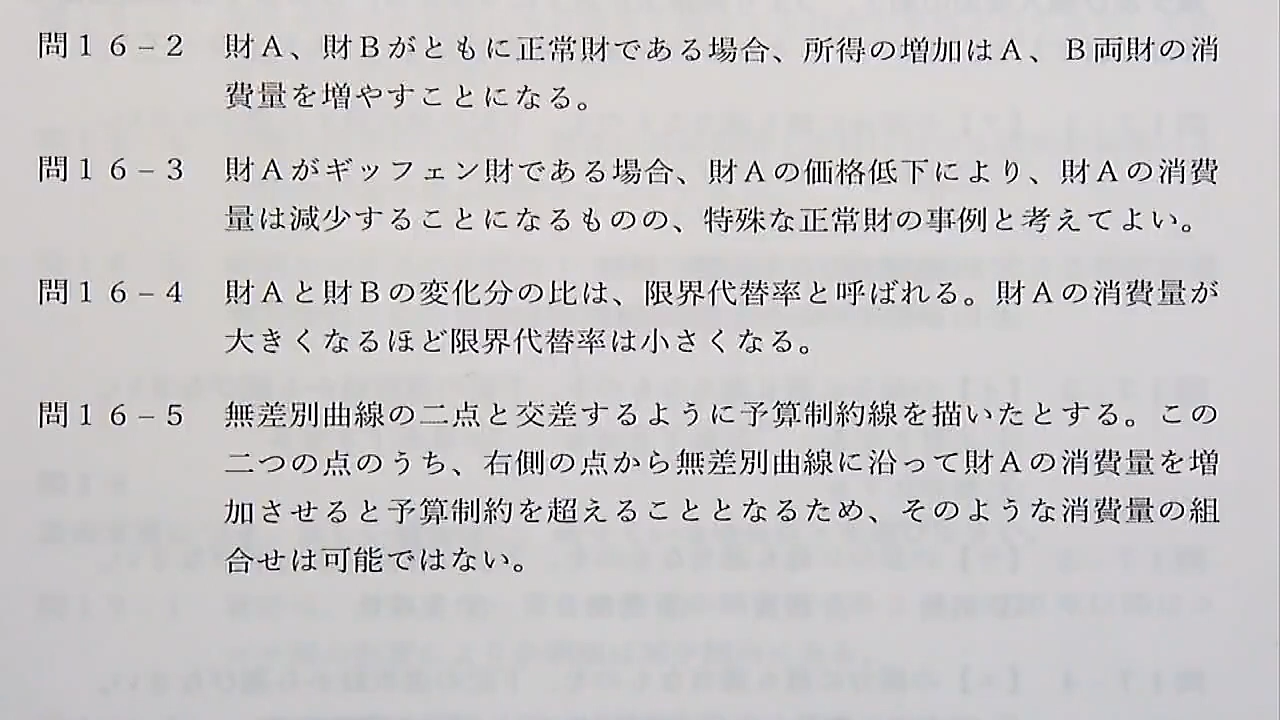 問１６－２ 財Ａ、財Ｂがともに正常財である場合、所得の増加はＡ、Ｂ両財の消
費量を増やすことになる。
問１６－３ 財Ａがギッフェン財である場合、財Ａの価格低下により、財Ａの消費
量は減少することになるものの、特殊な正常財の事例と考えてよい。
問１６－４ 財Ａと財Ｂの変化分の比は、限界代替率と呼ばれる。財Ａの消費量が
大きくなるほど限界代替率は小さくなる。
問１６－５ 無差別曲線の二点と交差するように予算制約線を描いたとする。この
二つの点のうち、右側の点から無差別曲線に沿って財Ａの消費量を増
加させると予算制約を超えることとなるため、そのような消費量の組
合せは可能ではない。